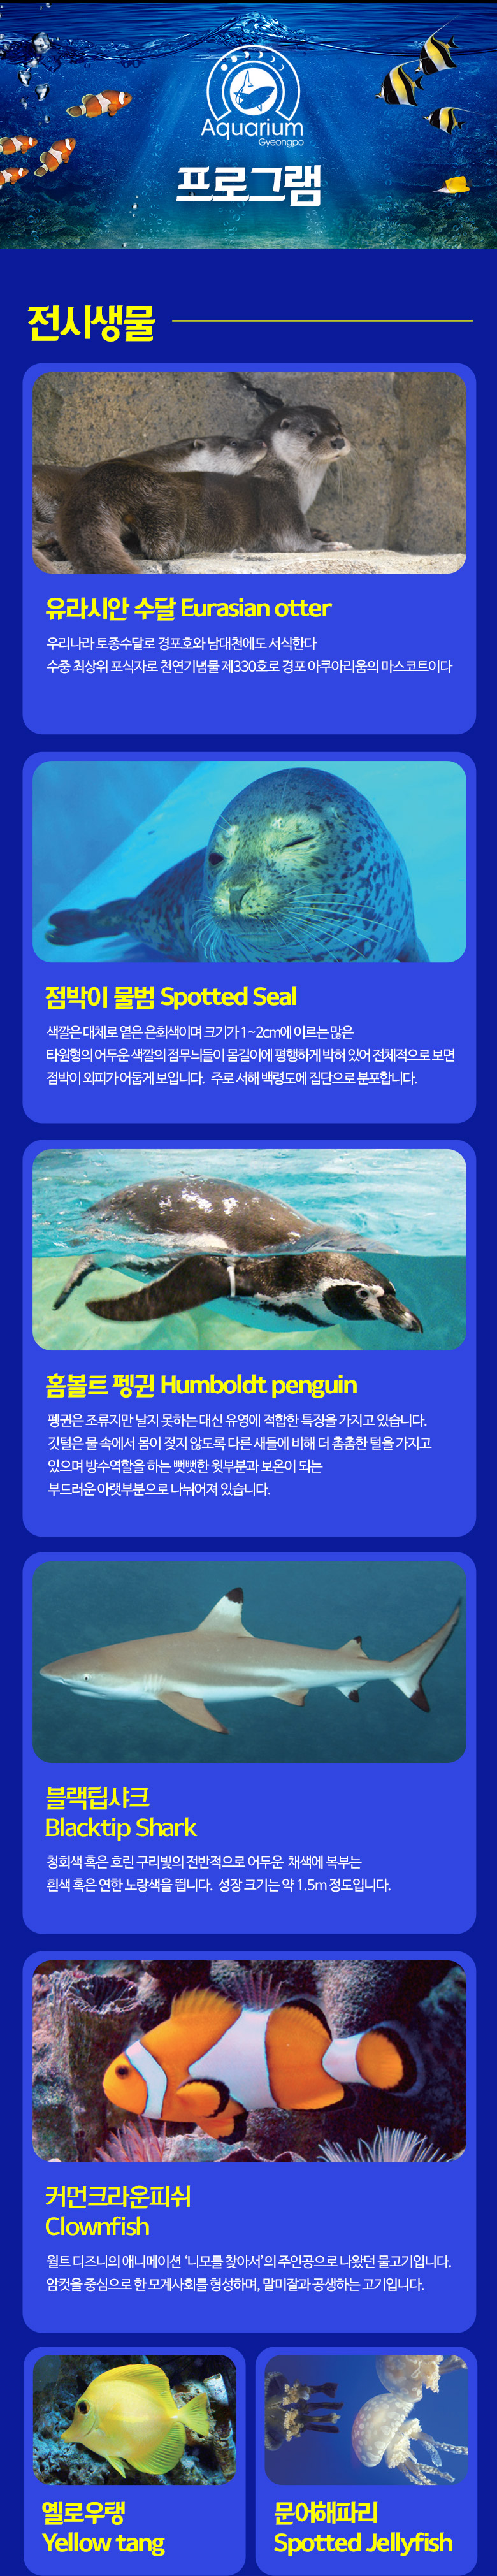 Aquarium
Gyeongpo
프로그램
전시생물
유라시안 수달 Eurasian otter
우리나라 토종수달로 경포호와 남대천에도 서식한다
수중 최상위 포식자로 천연기념물 제330호로 경포 아쿠아리움의 마스코트이다
점박이 물범 Spotted Seal
색깔은 대체로 옅은 은회색이며 크기가 1~2cm에 이르는 많은
타원형의 어두운 색깔의 점무늬들이 몸길이에 평행하게 박혀 있어 전체적으로 보면
점박이 외피가 어둡게 보입니다. 주로 서해 백령도에 집단으로 분포합니다.
홈볼트 펭귄 Humboldt penguin
펭귄은 조류지만 날지 못하는 대신 유영에 적합한 특징을 가지고 있습니다.
깃털은 물 속에서 몸이 젖지 않도록 다른 새들에 비해 더 촘촘한 털을 가지고
있으며 방수역할을 하는 뻣뻣한 윗부분과 보온이 되는
부드러운 아랫부분으로 나뉘어져 있습니다.
블랙팁샤크
Blacktip Shark
청회색 혹은 흐린 구리빛의 전반적으로 어두운 채색에 복부는
흰색 혹은 연한 노랑색을 띕니다. 성장 크기는 약 1.5m 정도입니다.
커먼크라운피쉬
Clownfish
월트 디즈니의 애니메이션 '니모를 찾아서'의 주인공으로 나왔던 물고기입니다.
암컷을 중심으로 한 모계사회를 형성하며, 말미잘과 공생하는 고기입니다.
옐로우탱
Yellow tang
문어해파리
Spotted Jellyfish